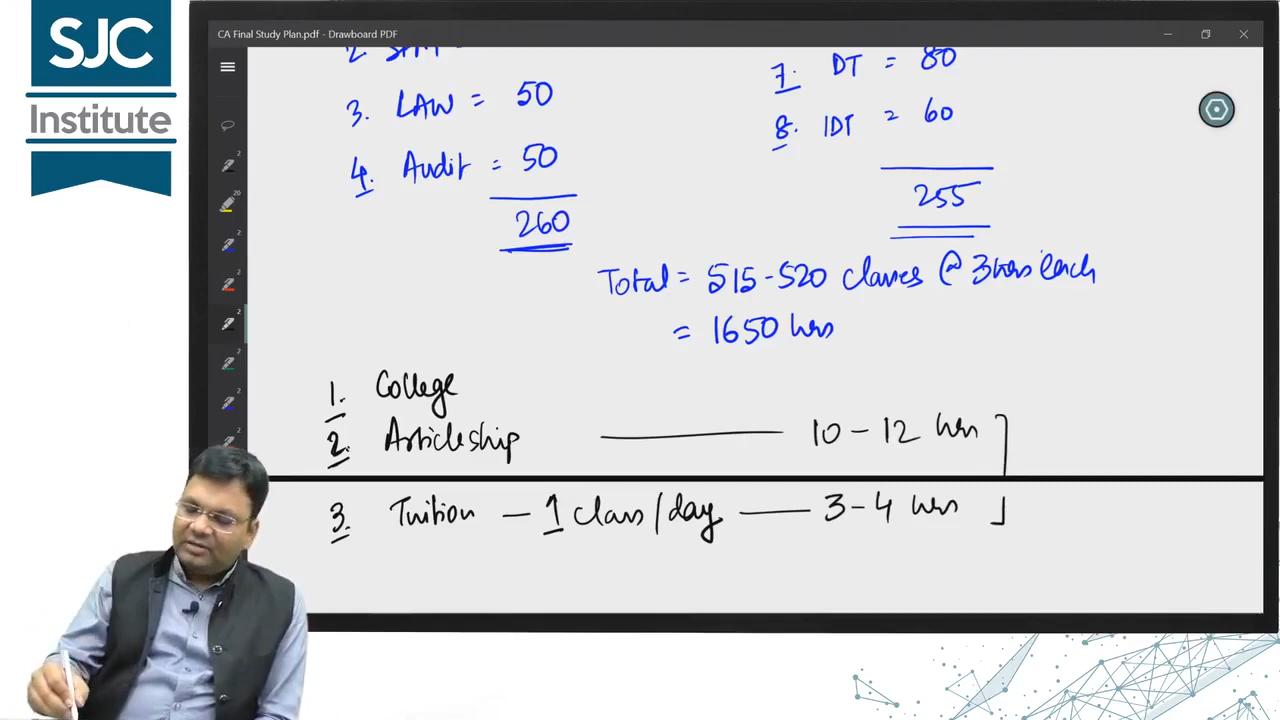 SJC
Institute
CA Final Study Plan.pdf - Drawboard PDF
3. LAW = 50
4. Audit = 50
260
7. DT = 80
8. IDT = 60
255
Total = 515-520 classes @ 3 hrs each
= 1650 hrs
1. College
2. Articleship 10-12 hrs
3. Tuition - 1 class/day 3-4 hrs